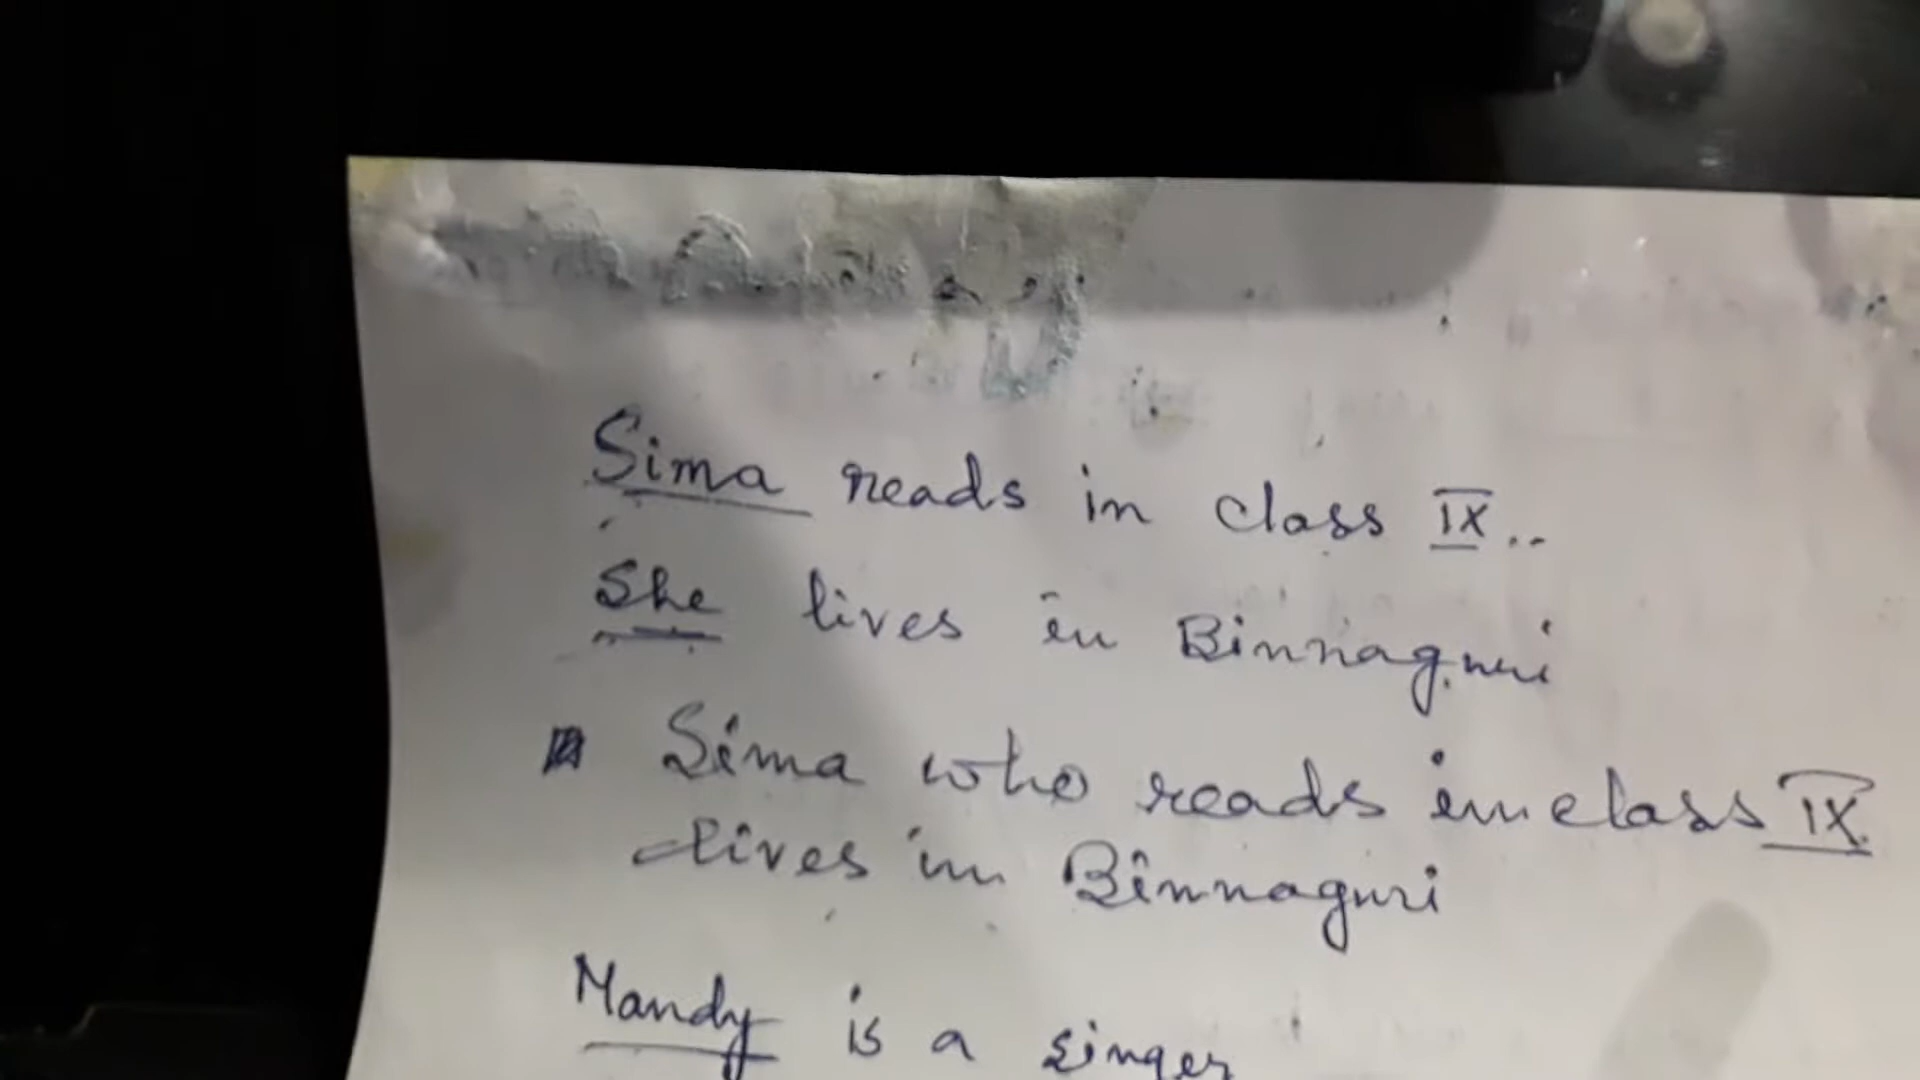 Sima reads in class IX..
She lives in Binnaguri
Sima who reads in class IX
lives in Binnaguri
Mandy is a singer